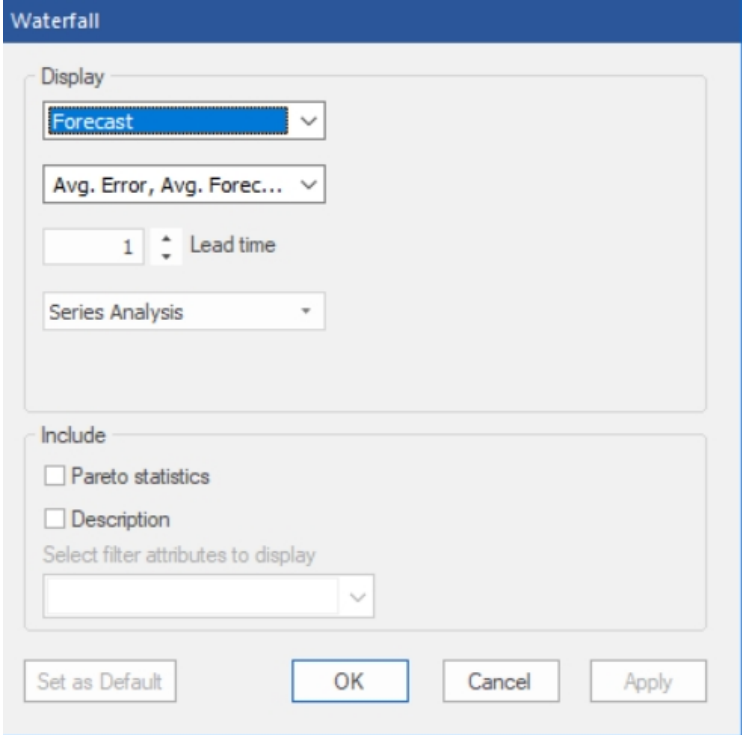 Waterfall
Display
Forecast
Avg. Error, Avg. Forec...
1 Lead time
Series Analysis
Include
Pareto statistics
Description
Select filter attributes to display
Set as Default OK Cancel Apply